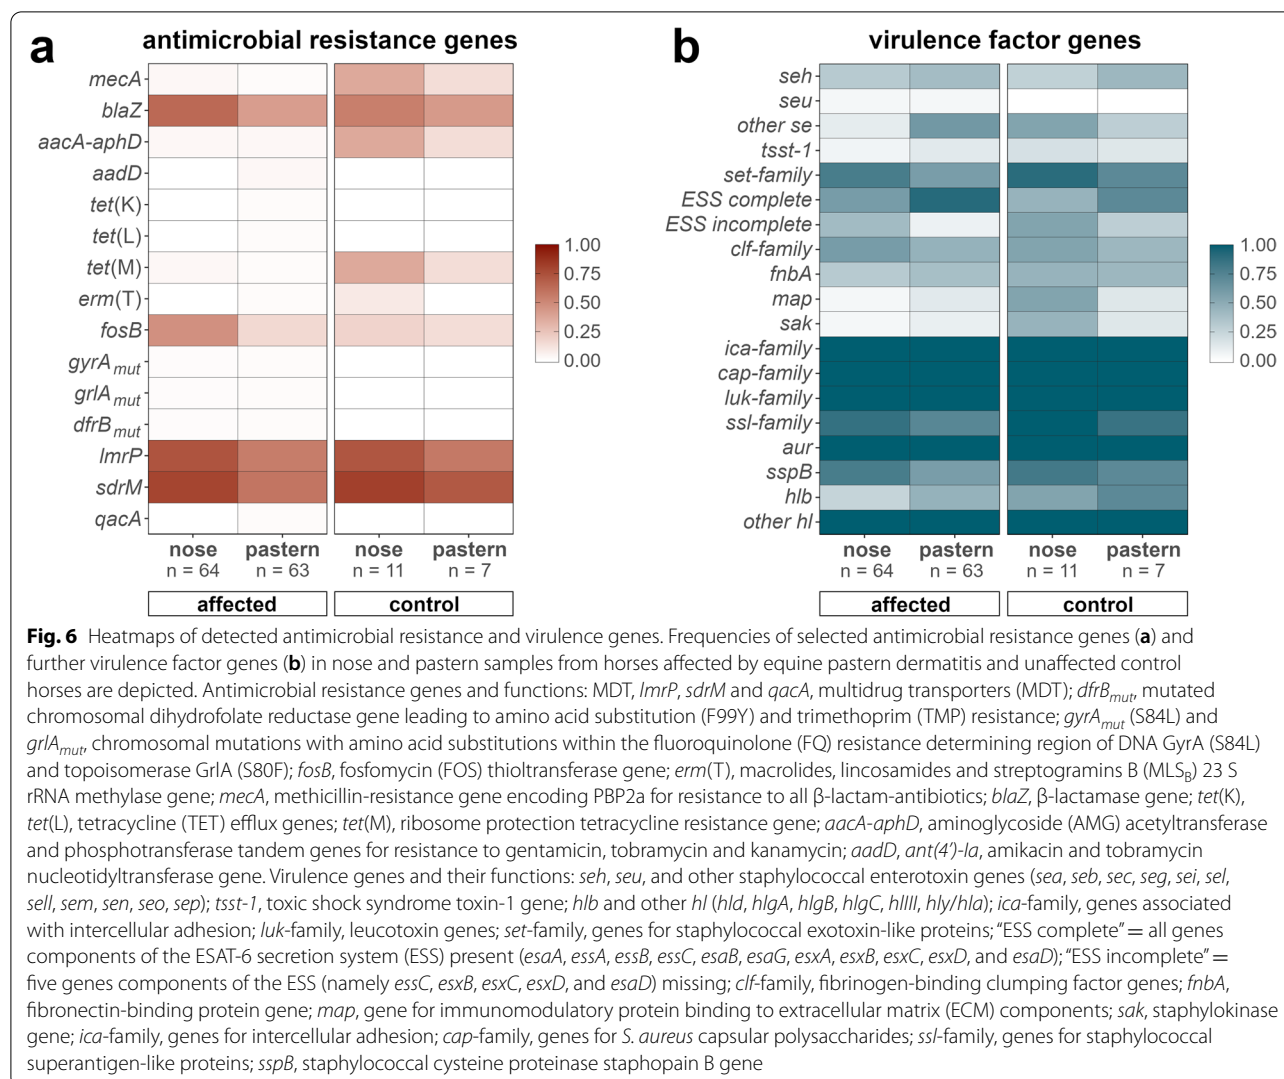 a
antimicrobial resistance genes
mecA
blaZ
aacA-aphD
aadD
tet(K)
tet(L)
tet(M)
erm(T)
fosB
gyrAmut
grlAmut
dfrBmut
lmrP
sdrM
qacA
1.00
0.75
0.50
0.25
0.00
nose pastern nose pastern
n = 64 n = 63 n = 11 n = 7
affected control
b
virulence factor genes
seh
seu
other se
tsst-1
set-family
ESS complete
ESS incomplete
clf-family
fnbA
map
sak
ica-family
cap-family
luk-family
ssl-family
aur
sspB
hlb
other hl
1.00
0.75
0.50
0.25
0.00
nose pastern nose pastern
n = 64 n = 63 n = 11 n = 7
affected control
Fig. 6 Heatmaps of detected antimicrobial resistance and virulence genes. Frequencies of selected antimicrobial resistance genes (a) and
further virulence factor genes (b) in nose and pastern samples from horses affected by equine pastern dermatitis and unaffected control
horses are depicted. Antimicrobial resistance genes and functions: MDT, lmrP, sdrM and qacA, multidrug transporters (MDT); dfrBmut, mutated
chromosomal dihydrofolate reductase gene leading to amino acid substitution (F99Y) and trimethoprim (TMP) resistance; gyrAmut (S84L) and
grlAmut, chromosomal mutations with amino acid substitutions within the fluoroquinolone (FQ) resistance determining region of DNA GyrA (S84L)
and topoisomerase GrlA (S80F); fosB, fosfomycin (FOS) thioltransferase gene; erm(T), macrolides, lincosamides and streptogramins B (MLSB) 23 S
rRNA methylase gene; mecA, methicillin-resistance gene encoding PBP2a for resistance to all β-lactam-antibiotics; blaZ, β-lactamase gene; tet(K),
tet(L), tetracycline (TET) efflux genes; tet(M), ribosome protection tetracycline resistance gene; aacA-aphD, aminoglycoside (AMG) acetyltransferase
and phosphotransferase tandem genes for resistance to gentamicin, tobramycin and kanamycin; aadD, ant(4')-Ia, amikacin and tobramycin
nucleotidyltransferase gene. Virulence genes and their functions: seh, seu, and other staphylococcal enterotoxin genes (sea, seb, sec, seg, sei, sel,
sell, sem, sen, seo, sep); tsst-1, toxic shock syndrome toxin-1 gene; hlb and other hl (hld, hlgA, hlgB, hlgC, hlIII, hly/hla); ica-family, genes associated
with intercellular adhesion; luk-family, leucotoxin genes; set-family, genes for staphylococcal exotoxin-like proteins; “ESS complete” = all genes
components of the ESAT-6 secretion system (ESS) present (esaA, essA, essB, essC, esaB, esaG, esxA, esxB, esxC, esxD, and esaD); “ESS incomplete” =
five genes components of the ESS (namely essC, esxB, esxC, esxD, and esaD) missing; clf-family, fibrinogen-binding clumping factor genes; fnbA,
fibronectin-binding protein gene; map, gene for immunomodulatory protein binding to extracellular matrix (ECM) components; sak, staphylokinase
gene; ica-family, genes for intercellular adhesion; cap-family, genes for S. aureus capsular polysaccharides; ssl-family, genes for staphylococcal
superantigen-like proteins; sspB, staphylococcal cysteine proteinase staphopain B gene